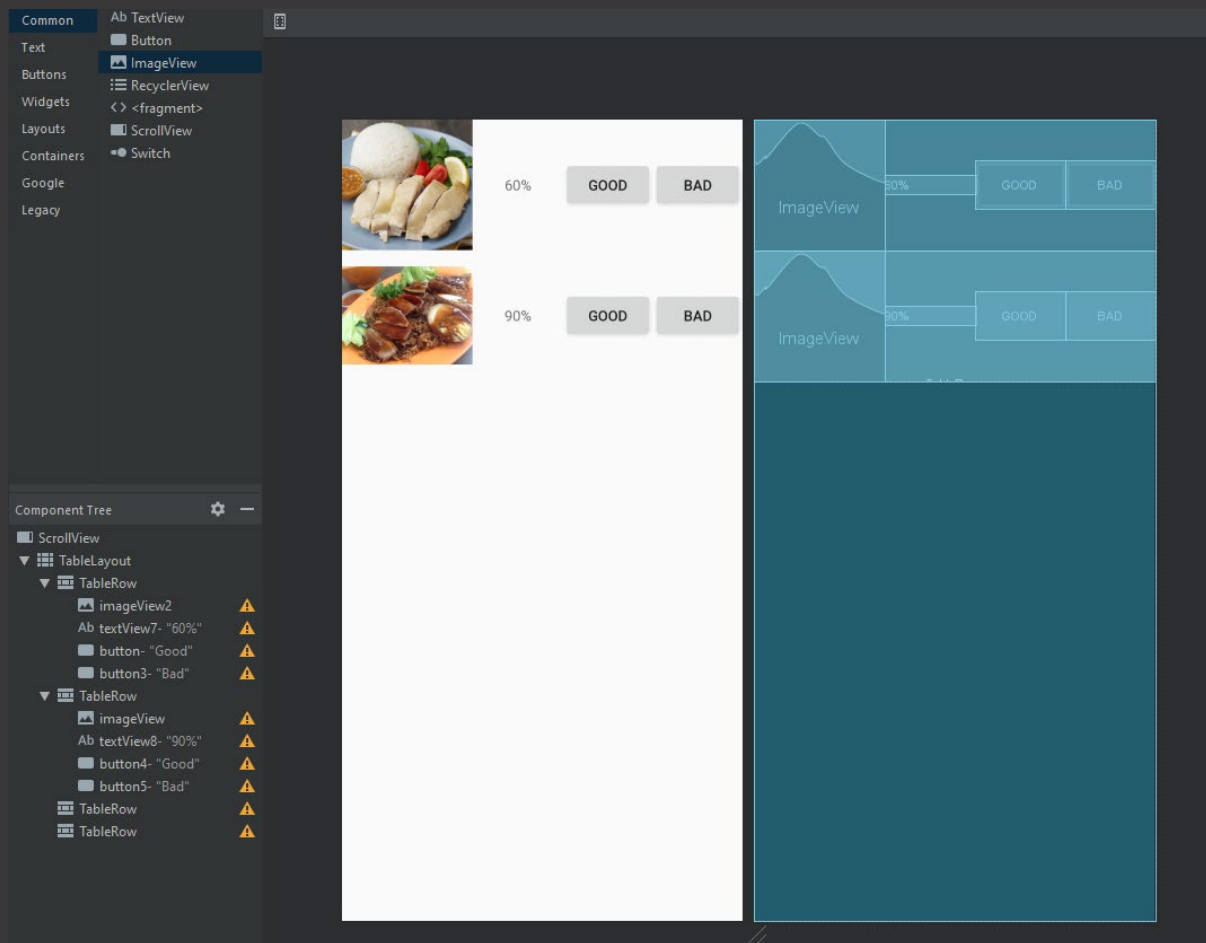 Common
Text
Buttons
Widgets
Layouts
Containers
Google
Legacy
Ab TextView
Button
ImageView
RecyclerView
<> <fragment>
ScrollView
Switch
Component Tree
ScrollView
TableLayout
TableRow
imageView2
Ab textView7- "60%"
button- "Good"
button3- "Bad"
TableRow
imageView
Ab textView8- "90%"
button4- "Good"
button5- "Bad"
TableRow
TableRow
60% GOOD BAD
90% GOOD BAD
ImageView 60% GOOD BAD
ImageView 90% GOOD BAD